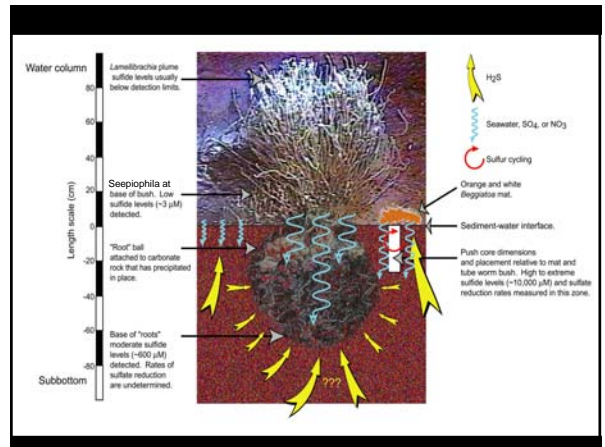 Water column
80
60
40
20
0
-20
-40
-60
-80
Subbottom
Length scale (cm)
Lamellibrachia plume
sulfide levels usually
below detection limits.
Seepiophila at
base of bush. Low
sulfide levels (~3 µM)
detected.
"Root" ball
attached to carbonate
rock that has precipitated
in place.
Base of "roots"
moderate sulfide
levels (~600 µM)
detected. Rates of
sulfate reduction
are undetermined.
???
H2S
Seawater, SO4, or NO3
Sulfur cycling
Orange and white
Beggiatoa mat.
Sediment-water interface.
Push core dimensions
and placement relative to mat and
tube worm bush. High to extreme
sulfide levels (~10,000 µM) and sulfate
reduction rates measured in this zone.